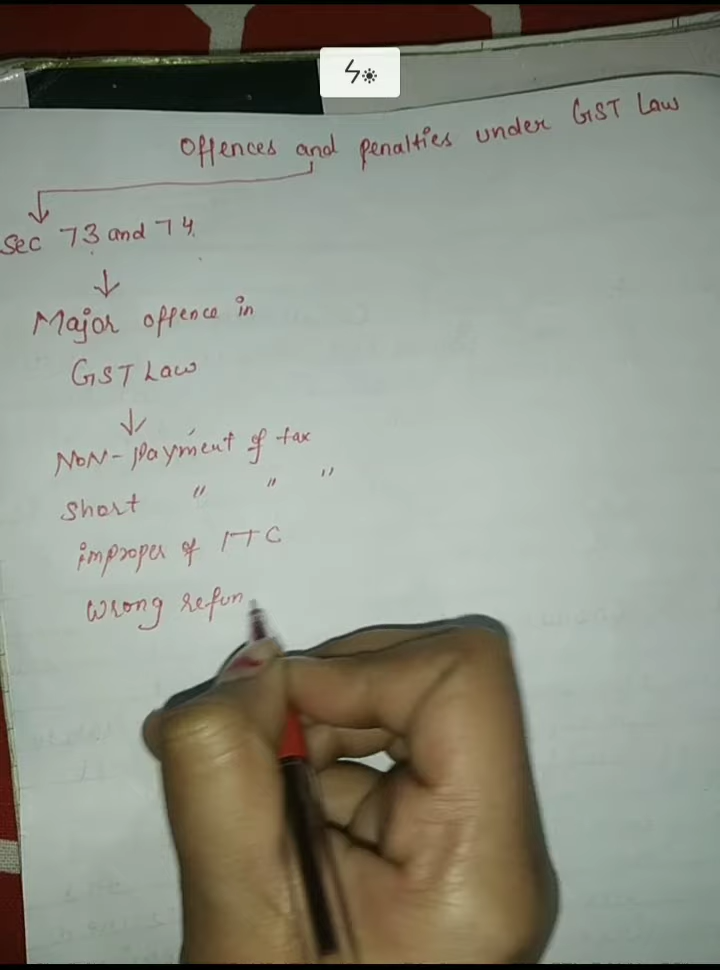 Offences and penalties under GST Law
Sec 73 and 74
Major offence in
GST Law
Non-payment of tax
Short " " "
improper of ITC
Wrong refun